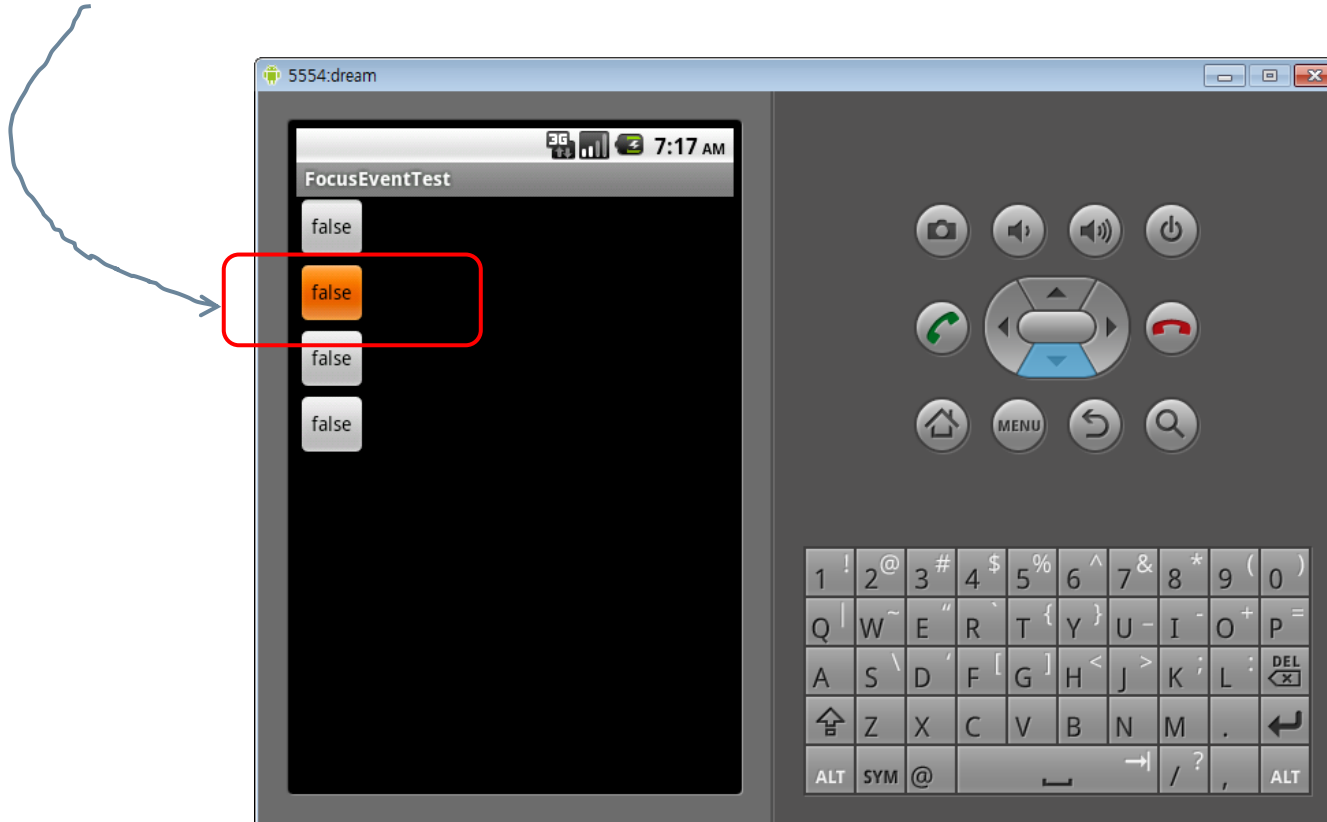 5554:dream
3G 7:17 AM
FocusEventTest
false
false
false
false
MENU
1 ! 2 @ 3 # 4 $ 5 % 6 ^ 7 & 8 * 9 ( 0 )
Q | W ~ E “ R ` T { Y } U _ I - O + P =
A S \ D ′ F [ G ] H < J > K ; L : DEL
Z X C V B N M .
ALT SYM @ / ? , ALT